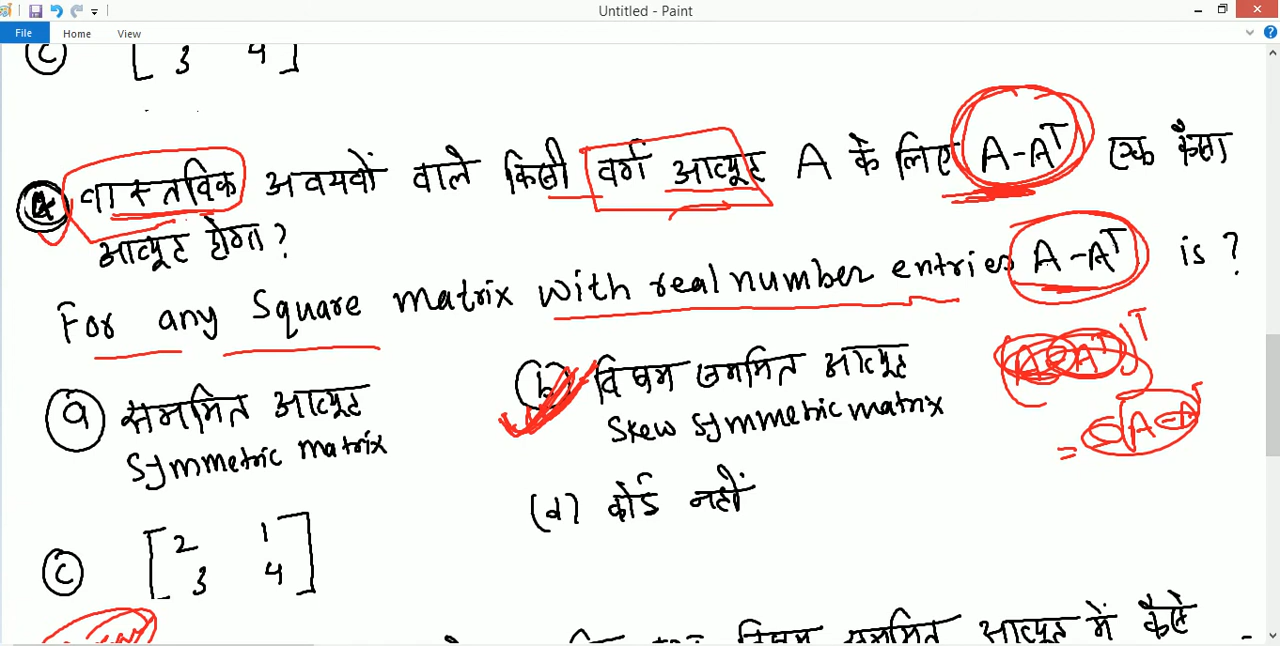 Untitled - Paint
File Home View
C [3 4]
Q वास्तविक अवयवों वाले किसी वर्ग आव्यूह A के लिए A-Aᵀ एक कैसा
आव्यूह होगा?
For any Square matrix with real number entries A-Aᵀ is?
(A-Aᵀ)ᵀ
= -(A-Aᵀ)
a सममित आव्यूह
Symmetric matrix
(b) विषम सममित आव्यूह
Skew Symmetric matrix
C [2 1
3 4]
(d) कोई नहीं
विषम सममित आव्यूह में कैसे